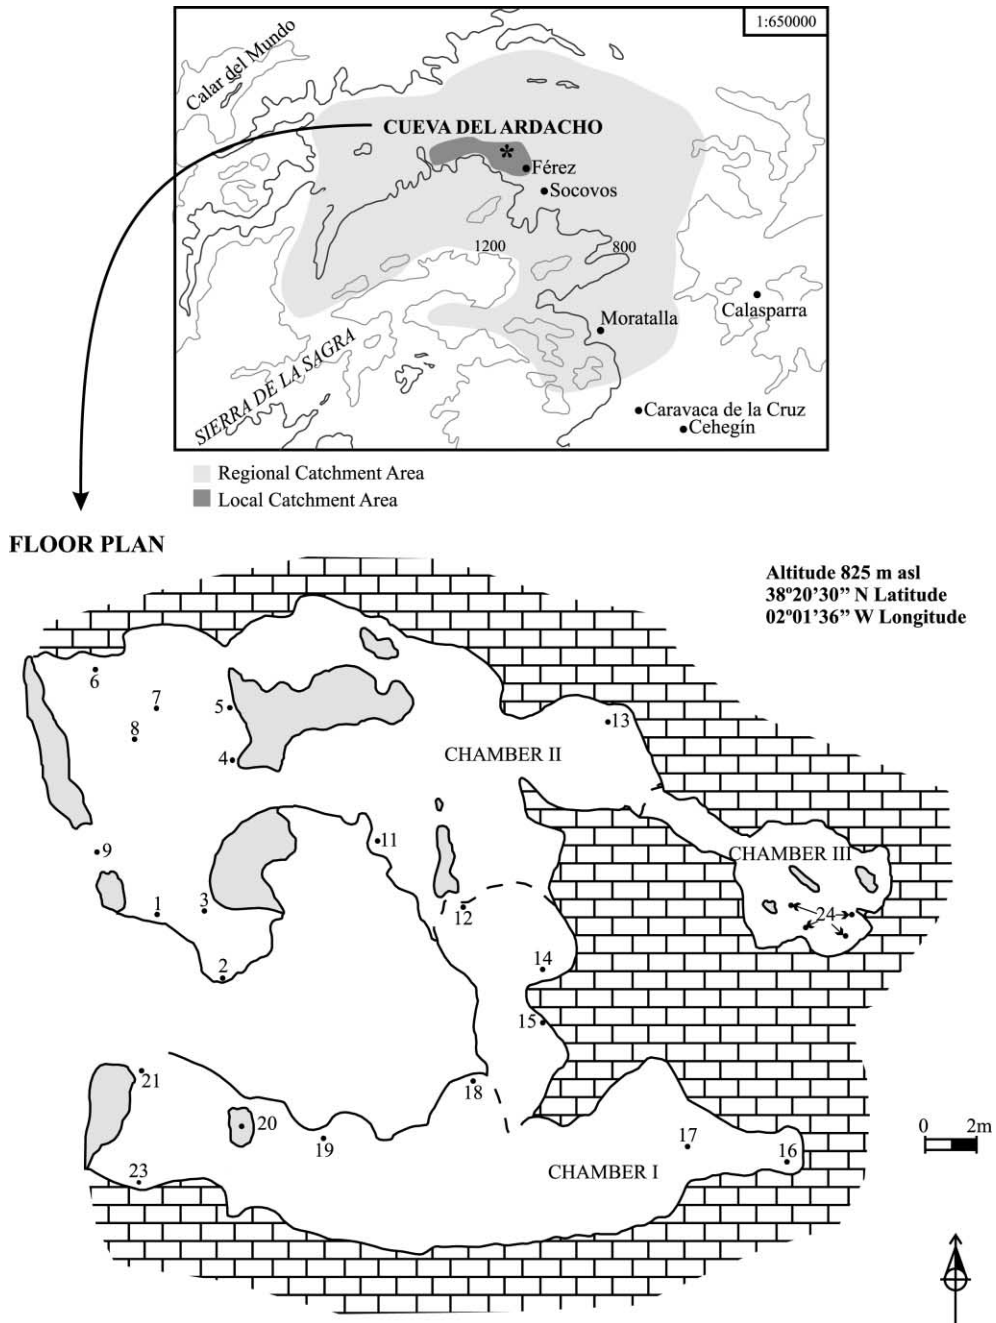 1:650000
Calar del Mundo
CUEVA DEL ARDACHO
*
Férez
Socovos
1200
800
Moratalla
Calasparra
SIERRA DE LA SAGRA
Caravaca de la Cruz
Cehegín
Regional Catchment Area
Local Catchment Area
FLOOR PLAN
Altitude 825 m asl
38º20'30'' N Latitude
02º01'36'' W Longitude
6
7
5
8
13
4
CHAMBER II
11
9
CHAMBER III
1
3
12
24
2
14
15
21
18
20
19
17
0 2m
16
23
CHAMBER I